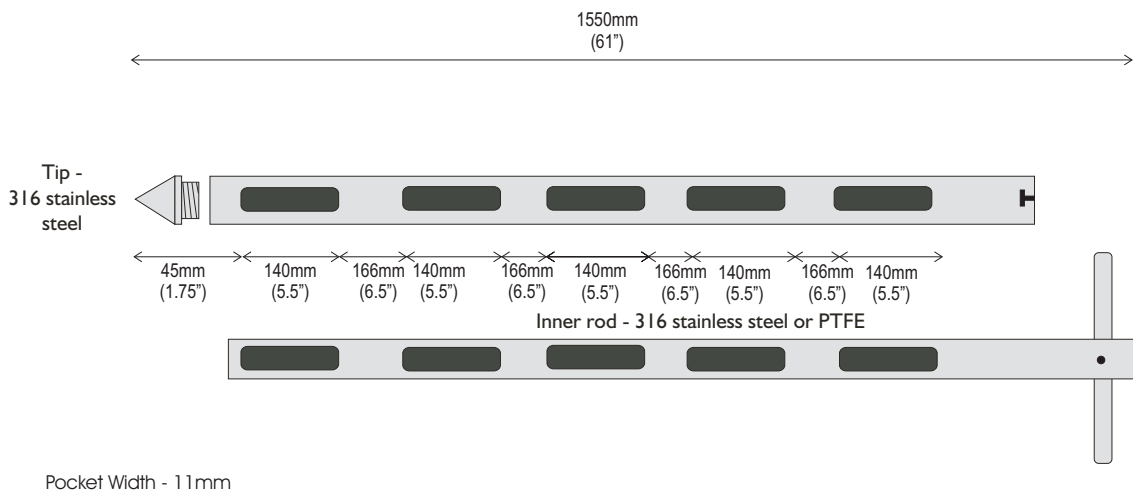 1550mm
(61”)
Tip -
316 stainless
steel
45mm
(1.75”)
140mm
(5.5”)
166mm
(6.5”)
140mm
(5.5”)
166mm
(6.5”)
140mm
(5.5”)
166mm
(6.5”)
140mm
(5.5”)
166mm
(6.5”)
140mm
(5.5”)
Inner rod - 316 stainless steel or PTFE
Pocket Width - 11mm